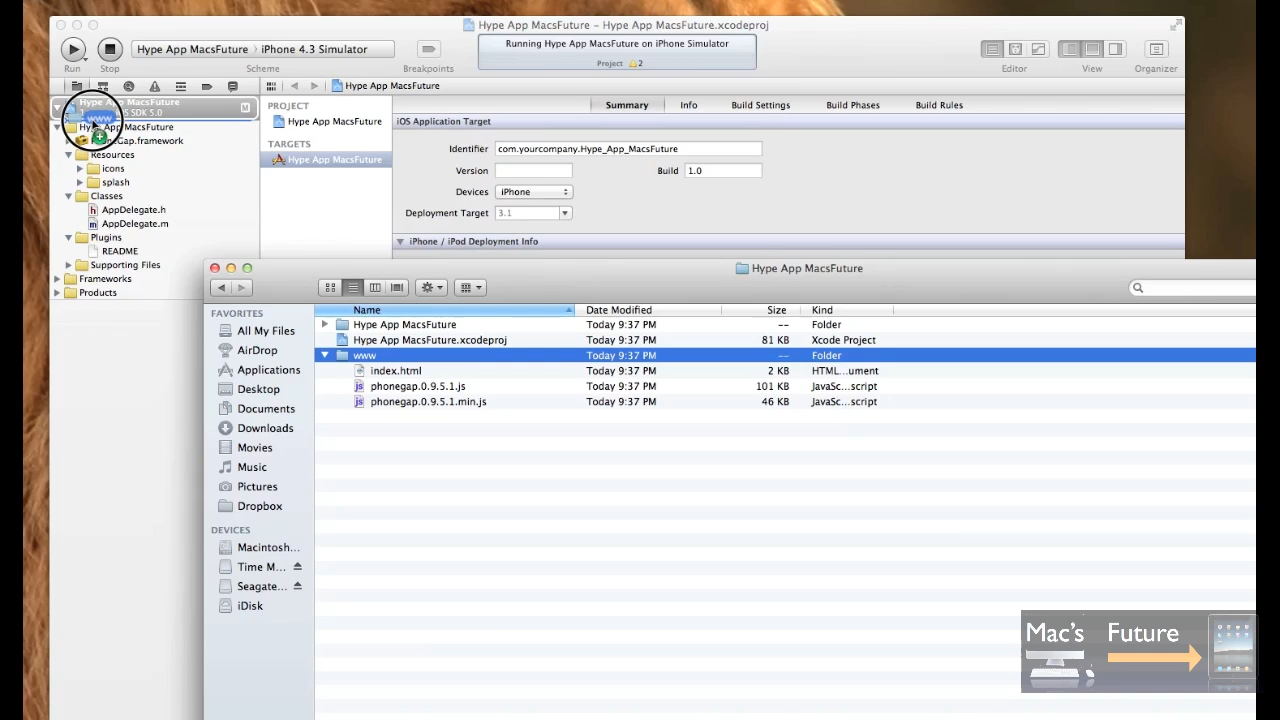 Hype App MacsFuture – Hype App MacsFuture.xcodeproj
Hype App MacsFuture › iPhone 4.3 Simulator
Running Hype App MacsFuture on iPhone Simulator
Project 2
Run
Stop
Scheme
Breakpoints
Editor
View
Organizer
Hype App MacsFuture
Hype App MacsFuture
SDK 5.0
M
www
Hype App MacsFuture
PhoneGap.framework
Resources
icons
splash
Classes
h AppDelegate.h
m AppDelegate.m
Plugins
README
Supporting Files
Frameworks
Products
PROJECT
Hype App MacsFuture
TARGETS
Hype App MacsFuture
Summary
Info
Build Settings
Build Phases
Build Rules
iOS Application Target
Identifier com.yourcompany.Hype_App_MacsFuture
Version
Build 1.0
Devices iPhone
Deployment Target 3.1
iPhone / iPod Deployment Info
Hype App MacsFuture
FAVORITES
All My Files
AirDrop
Applications
Desktop
Documents
Downloads
Movies
Music
Pictures
Dropbox
DEVICES
Macintosh...
Time M...
Seagate...
iDisk
Name Date Modified Size Kind
Hype App MacsFuture Today 9:37 PM -- Folder
Hype App MacsFuture.xcodeproj Today 9:37 PM 81 KB Xcode Project
www Today 9:37 PM -- Folder
index.html Today 9:37 PM 2 KB HTML...ument
phonegap.0.9.5.1.js Today 9:37 PM 101 KB JavaSc...script
phonegap.0.9.5.1.min.js Today 9:37 PM 46 KB JavaSc...script
Mac's Future